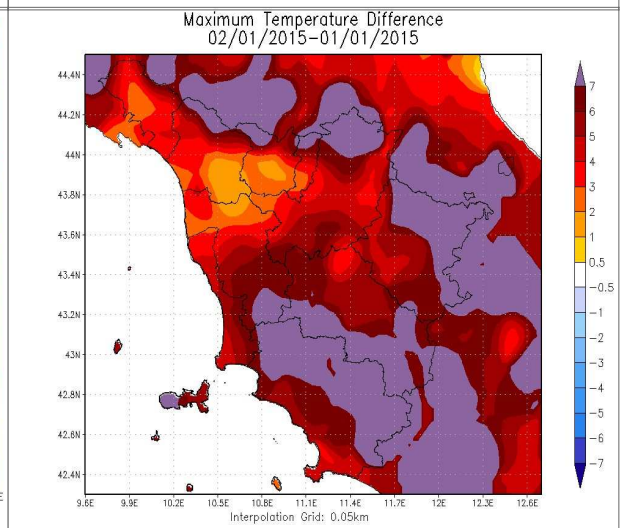 Maximum Temperature Difference
02/01/2015–01/01/2015
44.4N
44.2N
44N
43.8N
43.6N
43.4N
43.2N
43N
42.8N
42.6N
42.4N
9.6E 9.9E 10.2E 10.5E 10.8E 11.1E 11.4E 11.7E 12E 12.3E 12.6E
Interpolation Grid: 0.05km
7
6
5
4
3
2
1
0.5
−0.5
−1
−2
−3
−4
−5
−6
−7
E